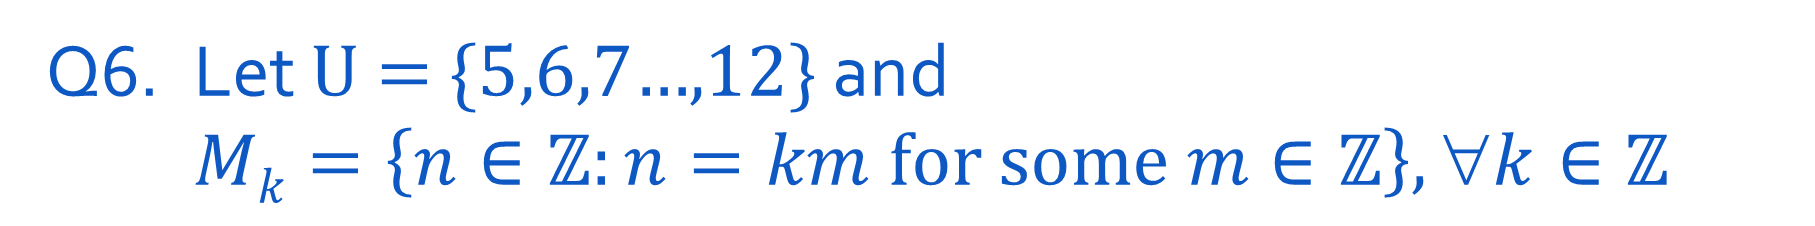 Q6. Let U = {5,6,7…,12} and
M_k = {n ∈ ℤ: n = km for some m ∈ ℤ}, ∀k ∈ ℤ